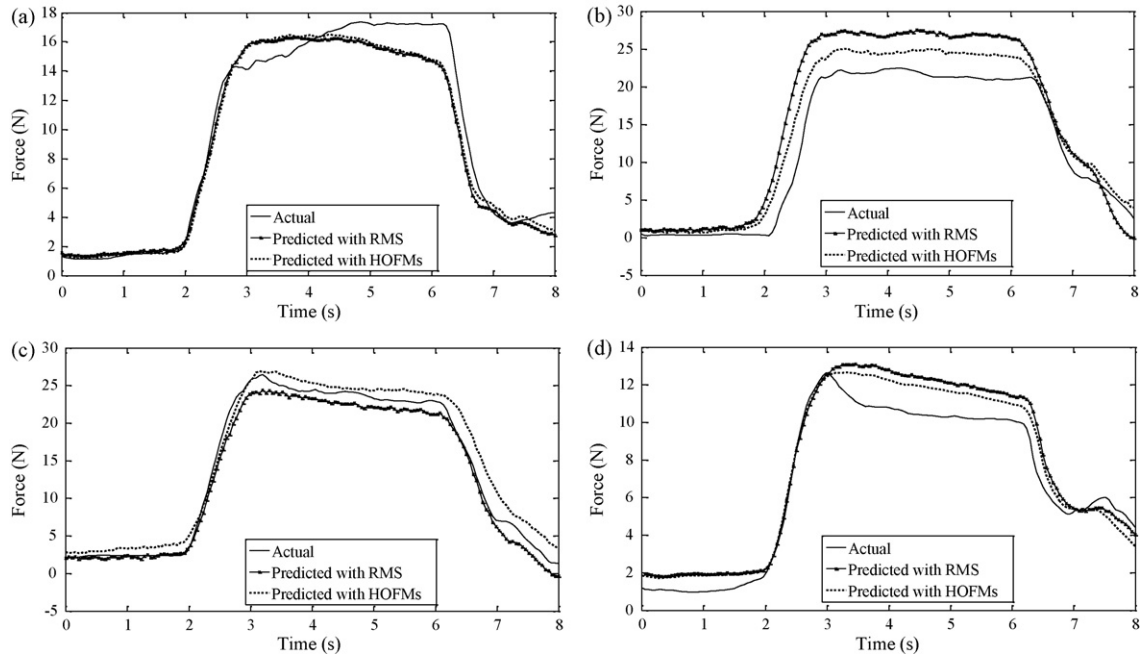 (a)
18
16
14
12
10
8
6
4
2
0
Force (N)
0 1 2 3 4 5 6 7 8
Time (s)
Actual
Predicted with RMS
Predicted with HOFMs
(b)
30
25
20
15
10
5
0
-5
Force (N)
0 1 2 3 4 5 6 7 8
Time (s)
Actual
Predicted with RMS
Predicted with HOFMs
(c)
30
25
20
15
10
5
0
-5
Force (N)
0 1 2 3 4 5 6 7 8
Time (s)
Actual
Predicted with RMS
Predicted with HOFMs
(d)
14
12
10
8
6
4
2
0
Force (N)
0 1 2 3 4 5 6 7 8
Time (s)
Actual
Predicted with RMS
Predicted with HOFMs